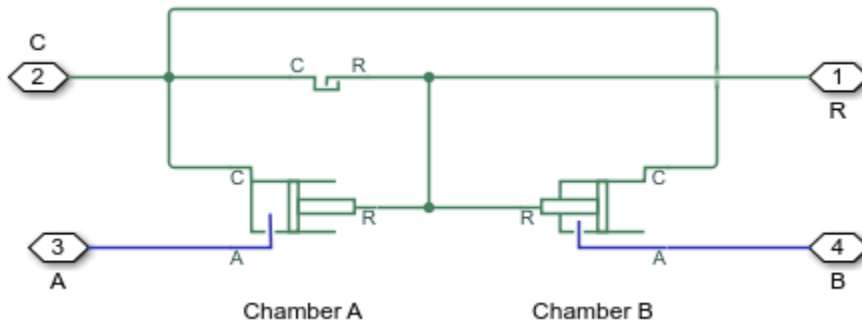 C
C R
2 1
R
C C
R R
3 A A 4
A B
Chamber A Chamber B